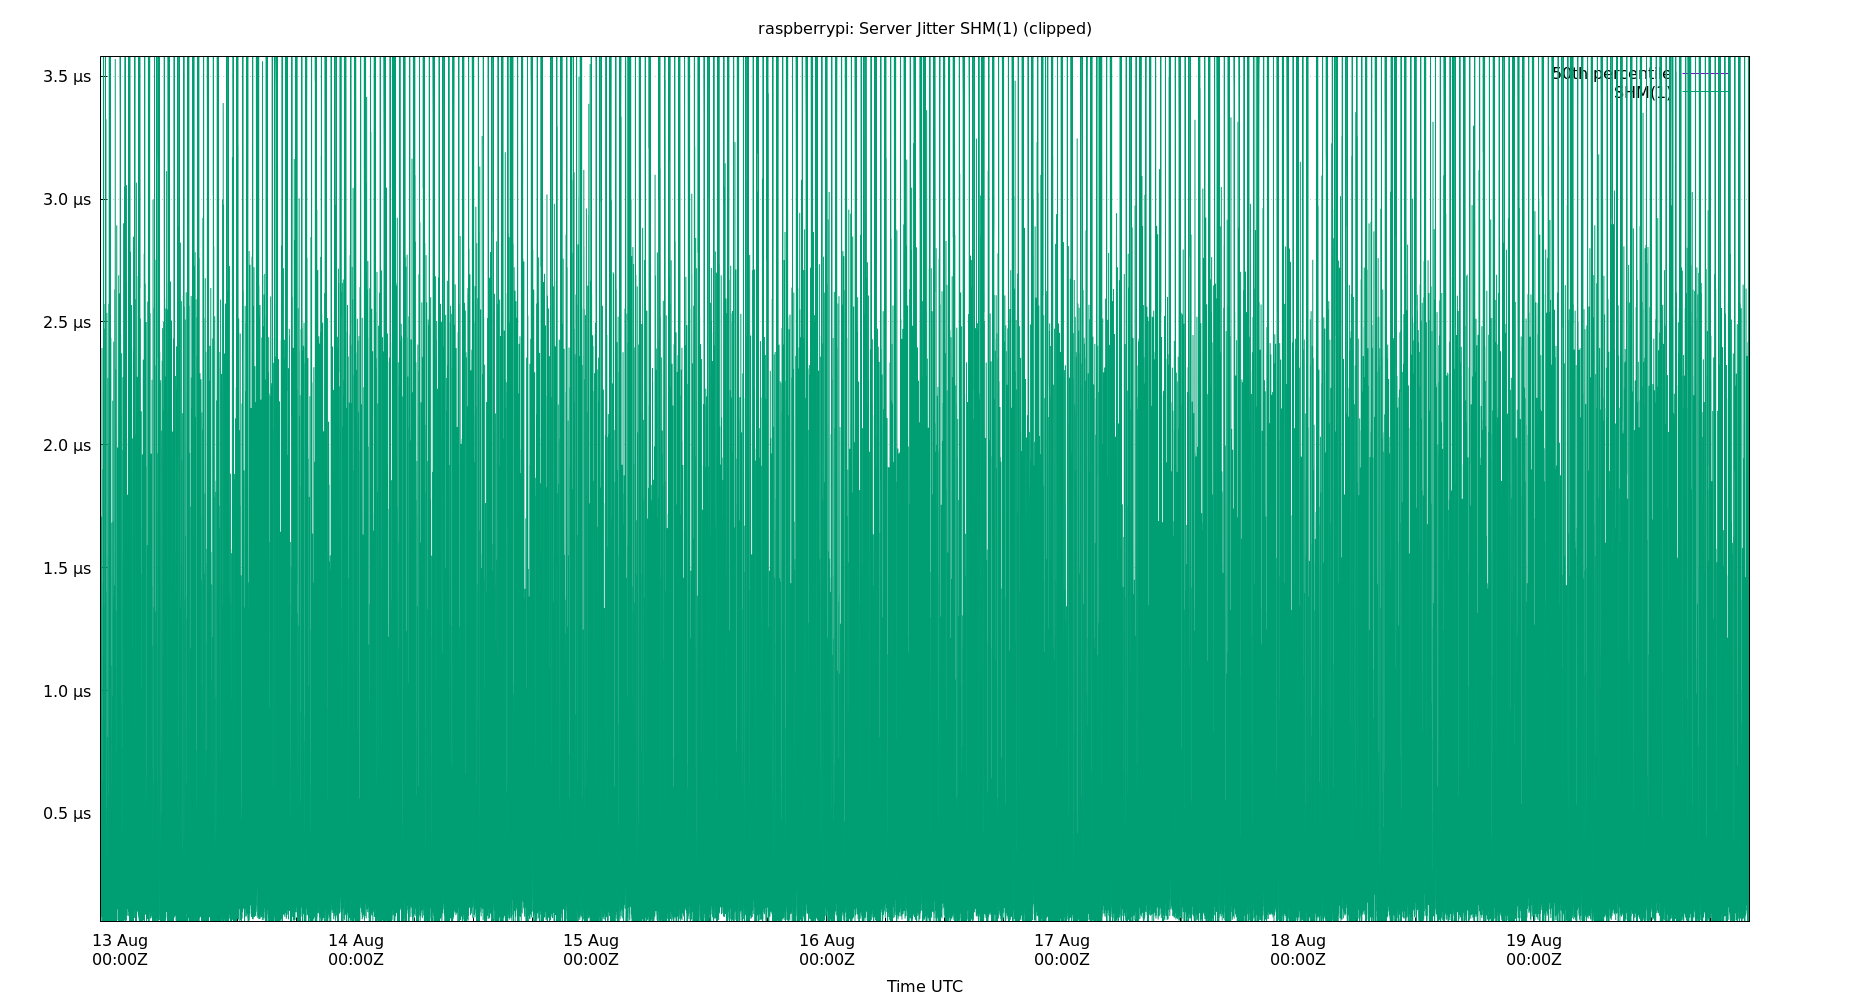 raspberrypi: Server Jitter SHM(1) (clipped)
3.5 µs
50th percentile
SHM(1)
3.0 µs
2.5 µs
2.0 µs
1.5 µs
1.0 µs
0.5 µs
13 Aug 14 Aug 15 Aug 16 Aug 17 Aug 18 Aug 19 Aug
00:00Z 00:00Z 00:00Z 00:00Z 00:00Z 00:00Z 00:00Z
Time UTC